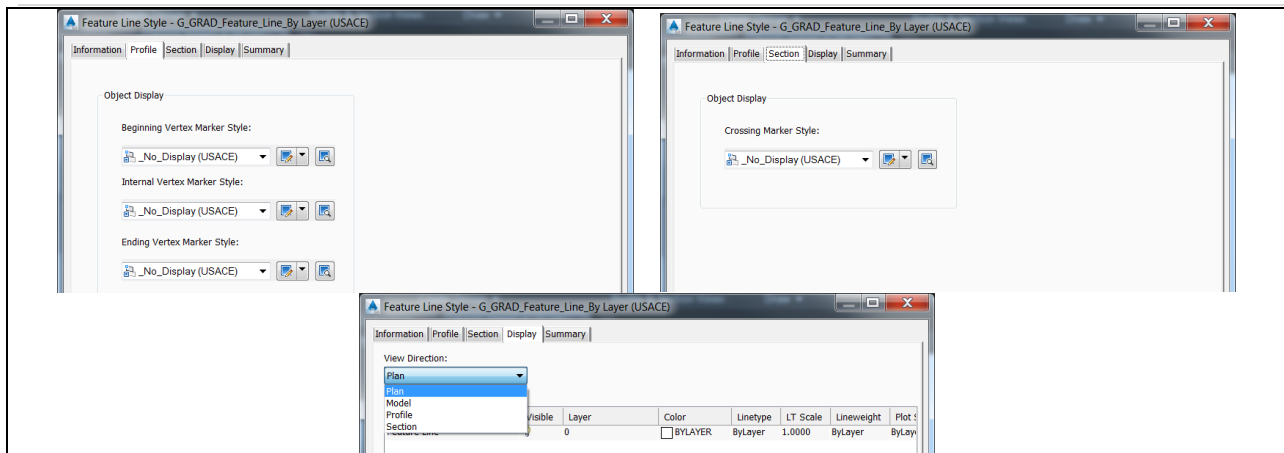 Feature Line Style - G_GRAD_Feature_Line_By Layer (USACE)
Information Profile Section Display Summary
Object Display
Beginning Vertex Marker Style:
_No_Display (USACE)
Internal Vertex Marker Style:
_No_Display (USACE)
Ending Vertex Marker Style:
_No_Display (USACE)
Feature Line Style - G_GRAD_Feature_Line_By Layer (USACE)
Information Profile Section Display Summary
Object Display
Crossing Marker Style:
_No_Display (USACE)
Feature Line Style - G_GRAD_Feature_Line_By Layer (USACE)
Information Profile Section Display Summary
View Direction:
Plan
Plan
Model
Profile
Section
Visible Layer Color Linetype LT Scale Lineweight Plot
Feature Line 0 BYLAYER ByLayer 1.0000 ByLayer ByLay